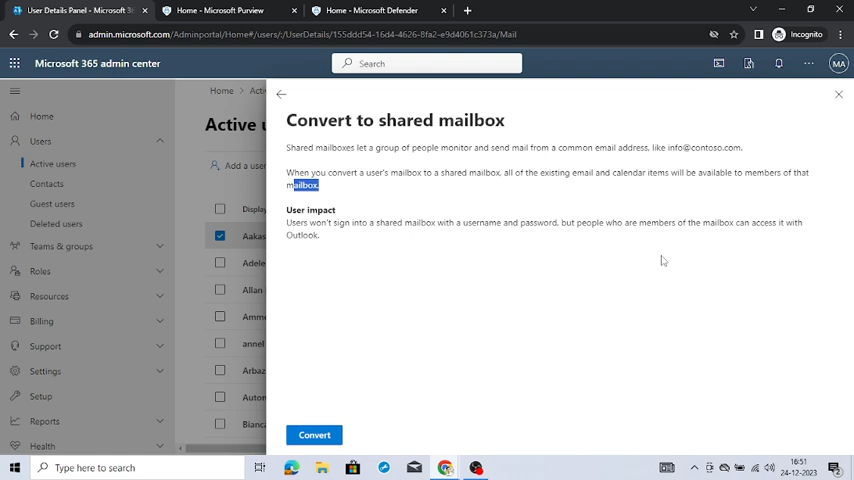 User Details Panel - Microsoft 3
Home - Microsoft Purview
Home - Microsoft Defender
admin.microsoft.com/Adminportal/Home#/users/:/UserDetails/155ddd54-16d4-4626-8fa2-e9d4061c373a/Mail
Incognito
Microsoft 365 admin center
Search
MA
Home
Users
Active users
Contacts
Guest users
Deleted users
Teams & groups
Roles
Resources
Billing
Support
Settings
Setup
Reports
Health
Home > Acti
Active u
Add a use
Display
Aakas
Adele
Allan
Amme
annel
Arbaz
Auton
Bianca
Convert to shared mailbox
Shared mailboxes let a group of people monitor and send mail from a common email address, like info@contoso.com.
When you convert a user's mailbox to a shared mailbox, all of the existing email and calendar items will be available to members of that
mailbox.
User impact
Users won't sign into a shared mailbox with a username and password, but people who are members of the mailbox can access it with
Outlook.
Convert
Type here to search
16:51
24-12-2023
2